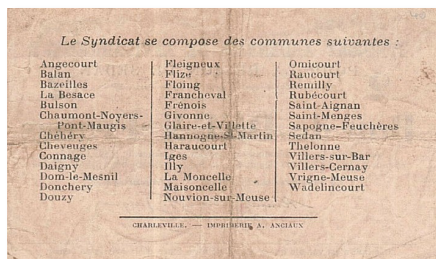 Le Syndicat se compose des communes suivantes :
Angecourt
Balan
Bazeilles
La Besace
Bulson
Chaumont-Noyers-
Pont-Maugis
Chéhéry
Cheveuges
Connage
Daigny
Dom-le-Mesnil
Donchery
Douzy
Fleigneux
Flize
Floing
Francheval
Frénois
Givonne
Glaire-et-Villette
Hannogne-St-Martin
Haraucourt
Iges
Illy
La Moncelle
Maisoncelle
Nouvion-sur-Meuse
Omicourt
Raucourt
Remilly
Rubécourt
Saint-Aignan
Saint-Menges
Sapogne-Feuchères
Sedan
Thelonne
Villers-sur-Bar
Villers-Cernay
Vrigne-Meuse
Wadelincourt
CHARLEVILLE. — IMPRIMERIE A. ANCIAUX